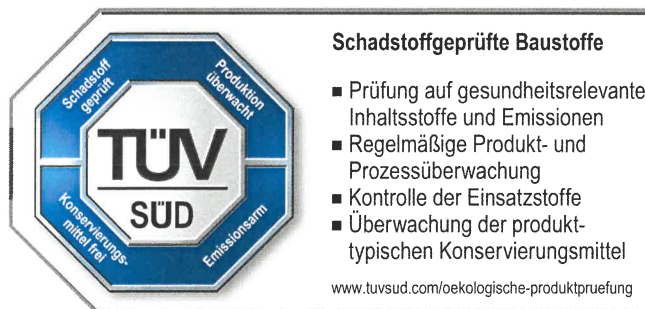 Schadstoff
geprüft
Produktion
überwacht
TÜV
SÜD
Konservierungs-
mittel frei
Emissionsarm
Schadstoffgeprüfte Baustoffe
■ Prüfung auf gesundheitsrelevante
Inhaltsstoffe und Emissionen
■ Regelmäßige Produkt- und
Prozessüberwachung
■ Kontrolle der Einsatzstoffe
■ Überwachung der produkt-
typischen Konservierungsmittel
www.tuvsud.com/oekologische-produktpruefung